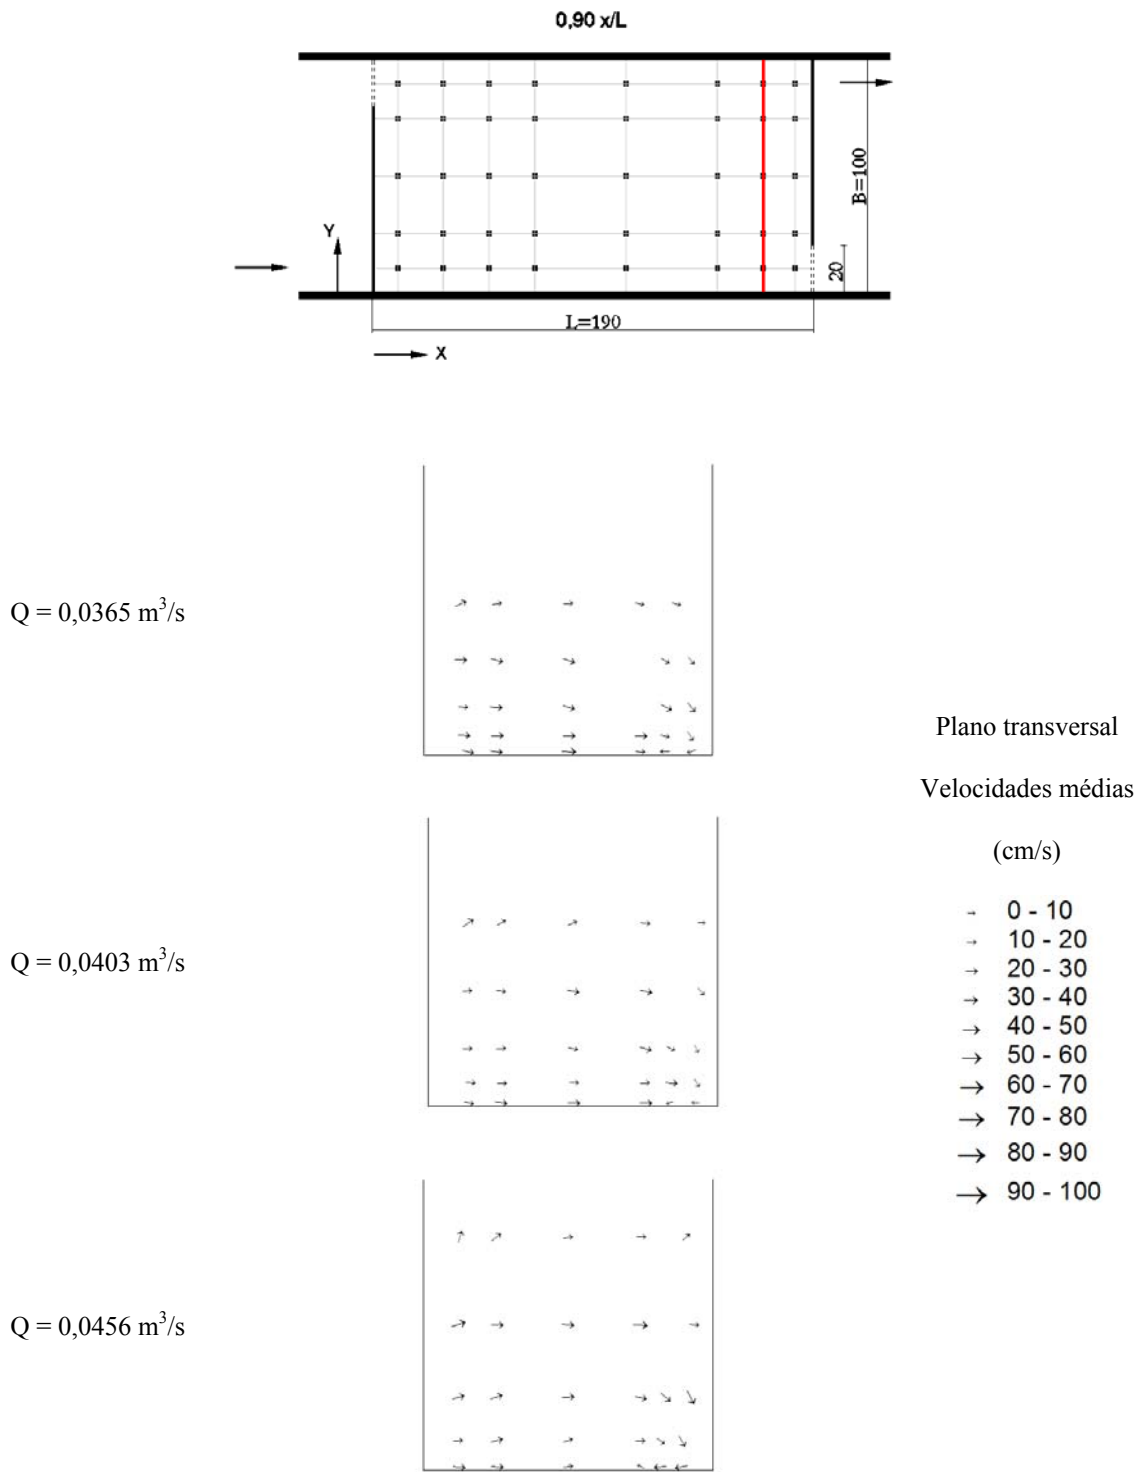 0,90 x/L
Y
B=100
20
L=190
X
Q = 0,0365 m³/s
Plano transversal
Velocidades médias
(cm/s)
0 - 10
10 - 20
20 - 30
30 - 40
40 - 50
50 - 60
60 - 70
70 - 80
80 - 90
90 - 100
Q = 0,0403 m³/s
Q = 0,0456 m³/s